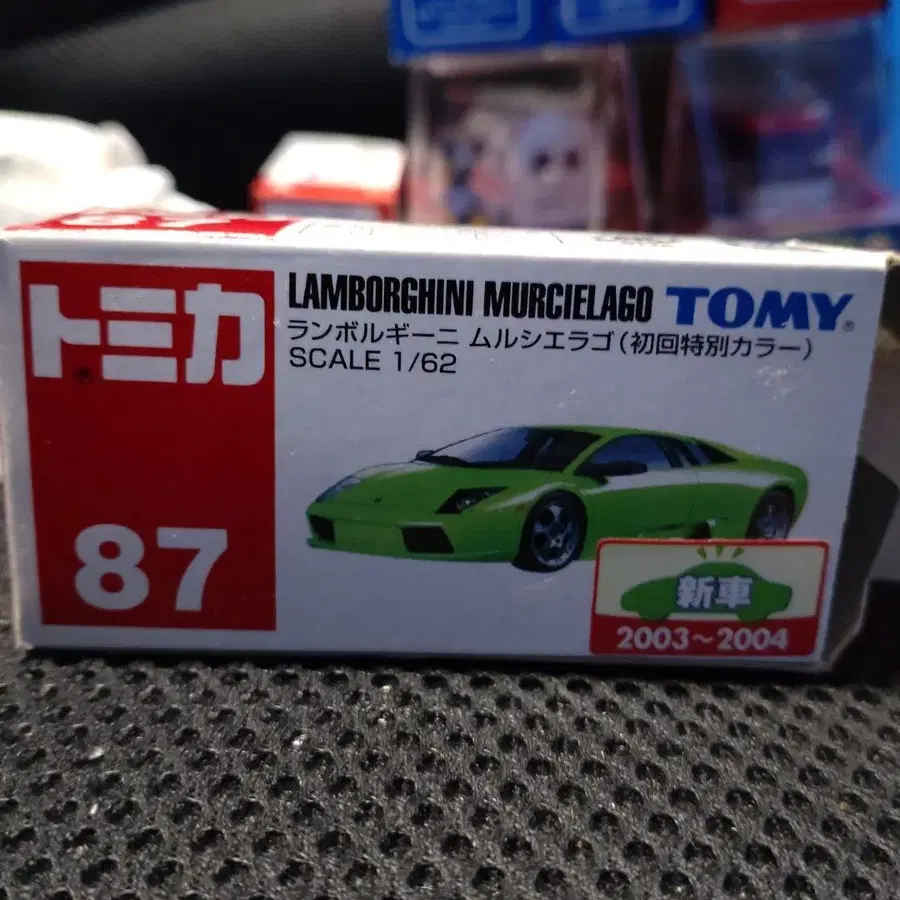 トミカ
87
LAMBORGHINI MURCIELAGO TOMY®
ランボルギーニ ムルシエラゴ(初回特別カラー)
SCALE 1/62
新車
2003~2004